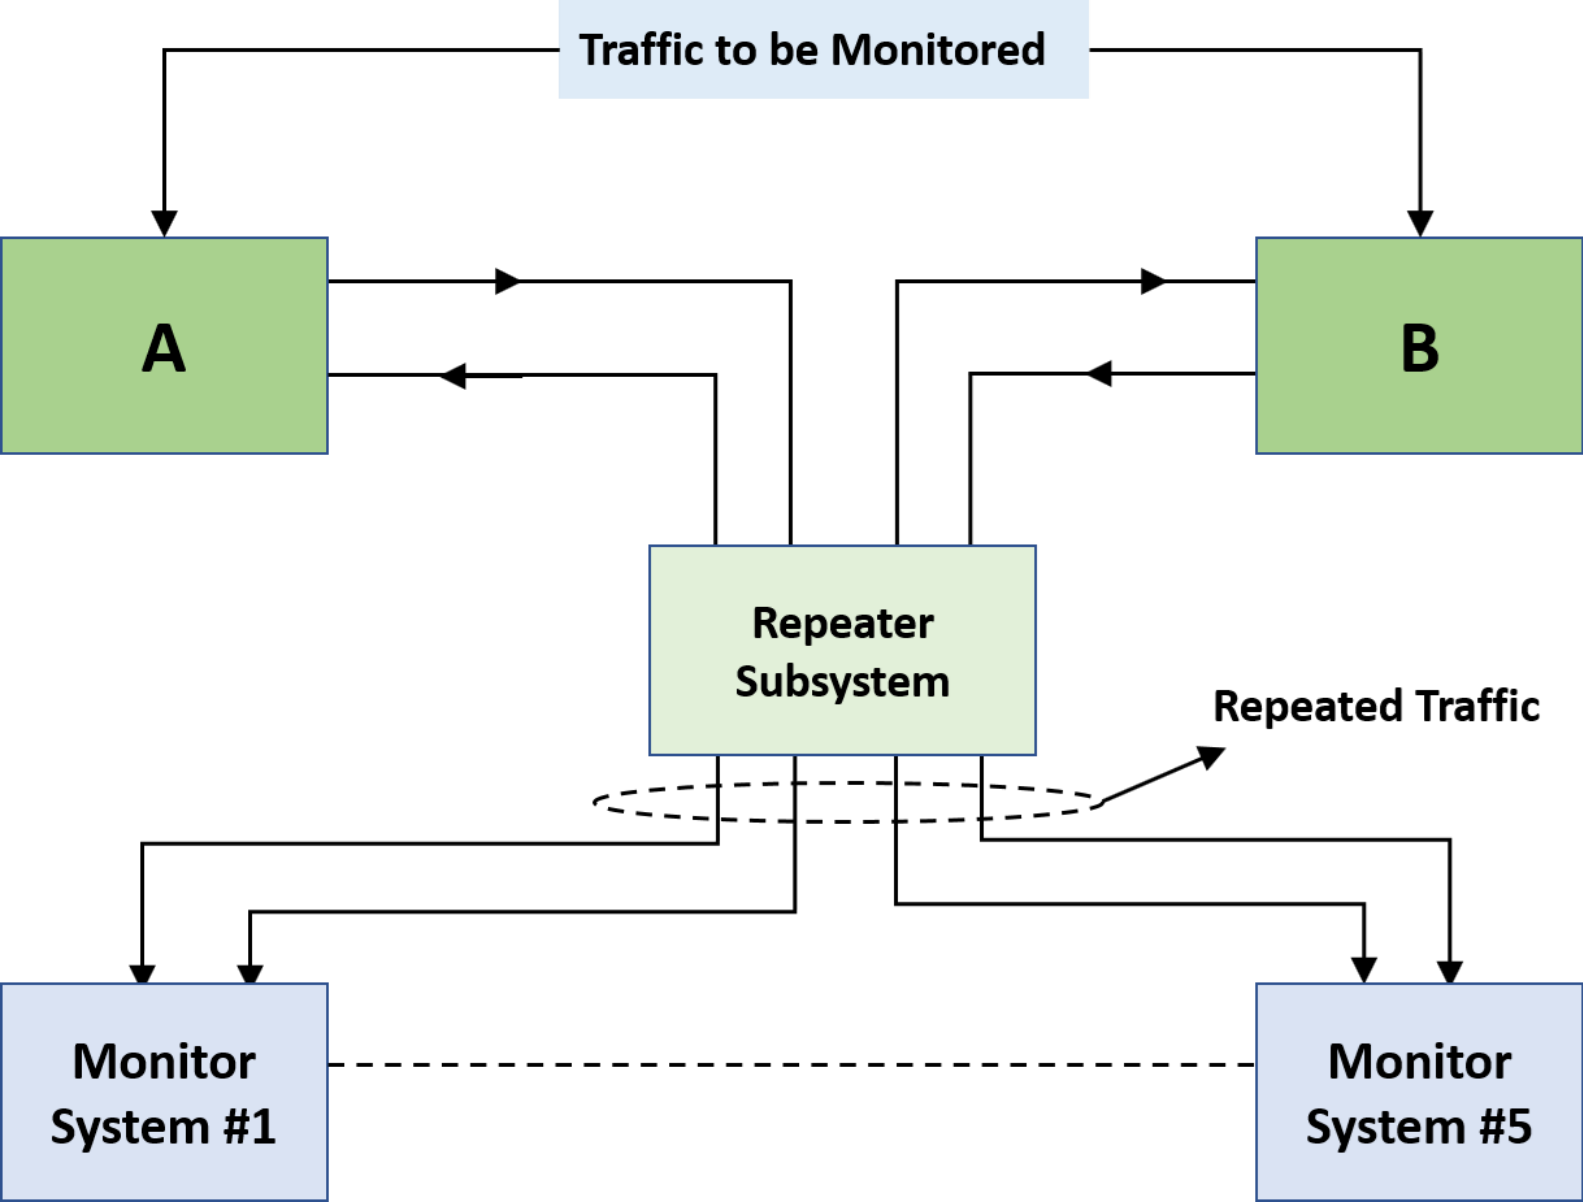 Traffic to be Monitored
A
B
Repeater
Subsystem
Repeated Traffic
Monitor
System #1
Monitor
System #5